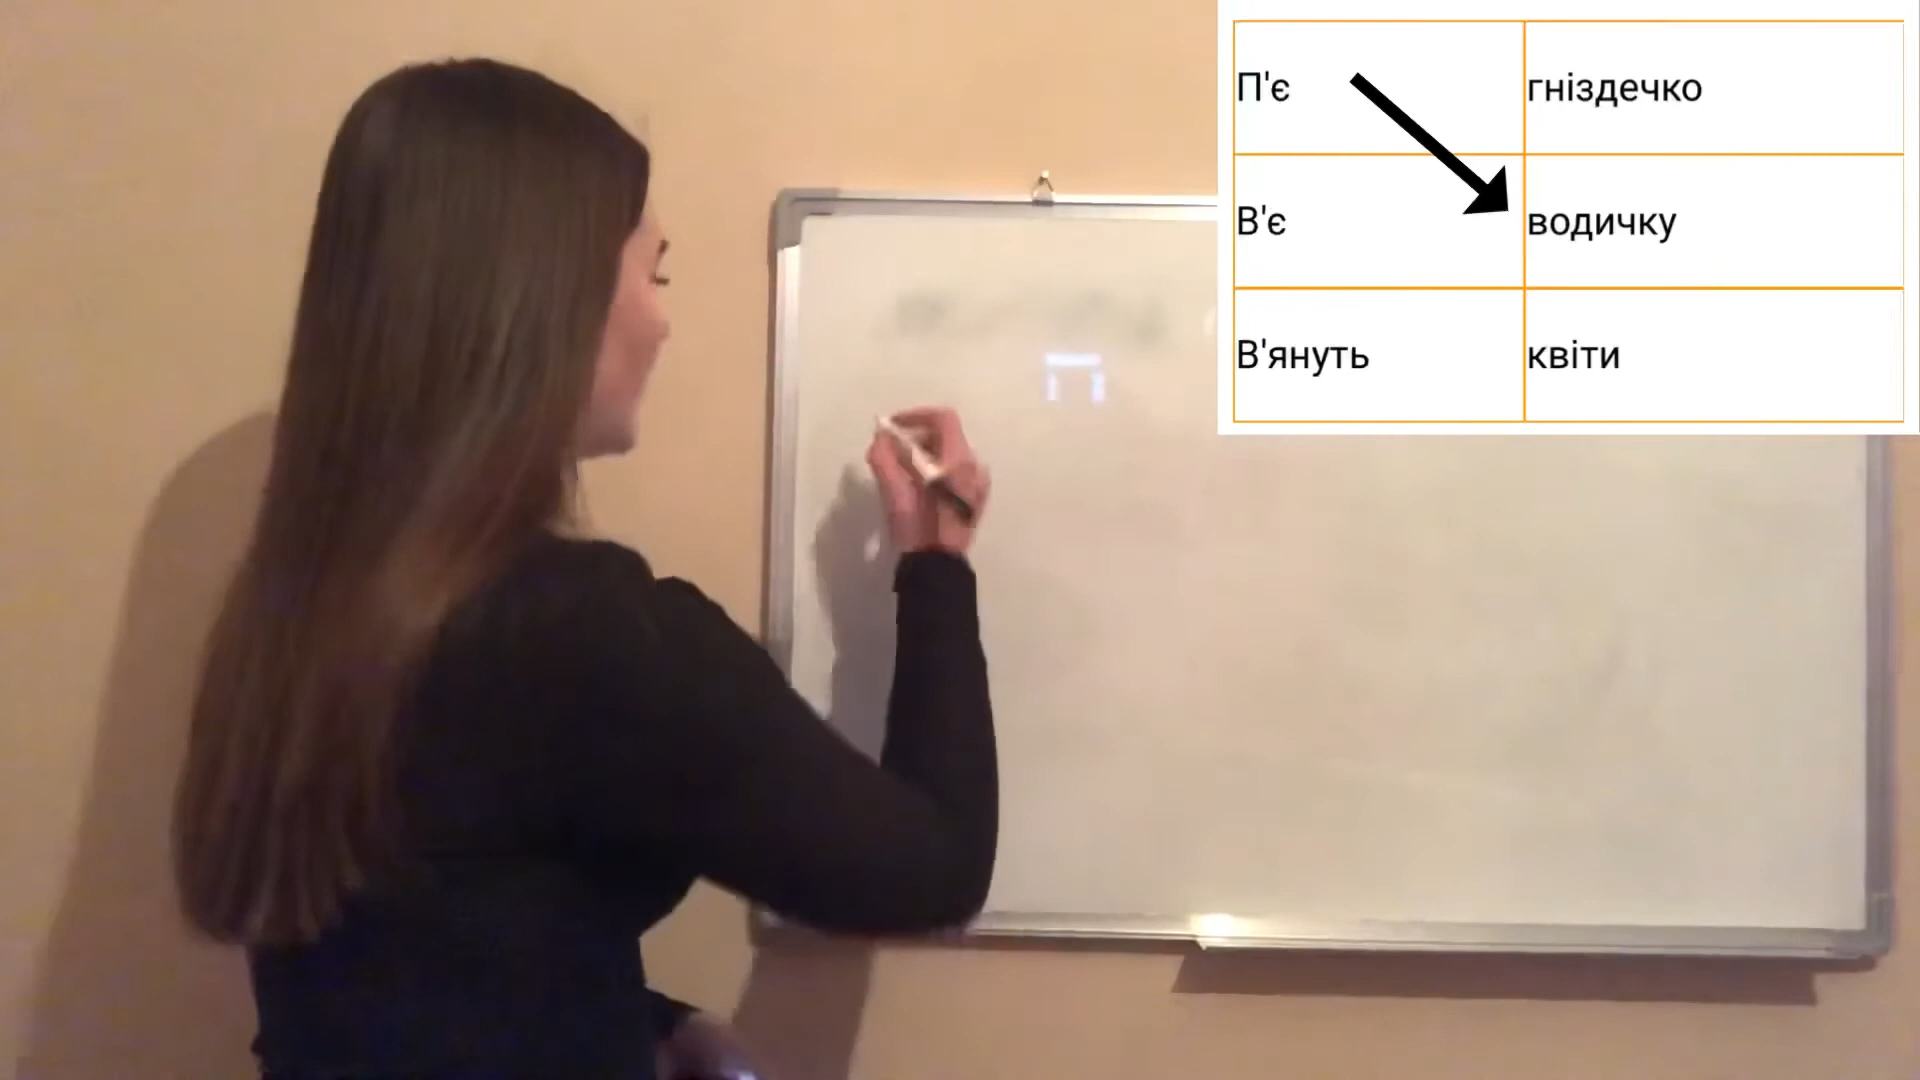 П'є гніздечко
В'є водичку
В'януть квіти